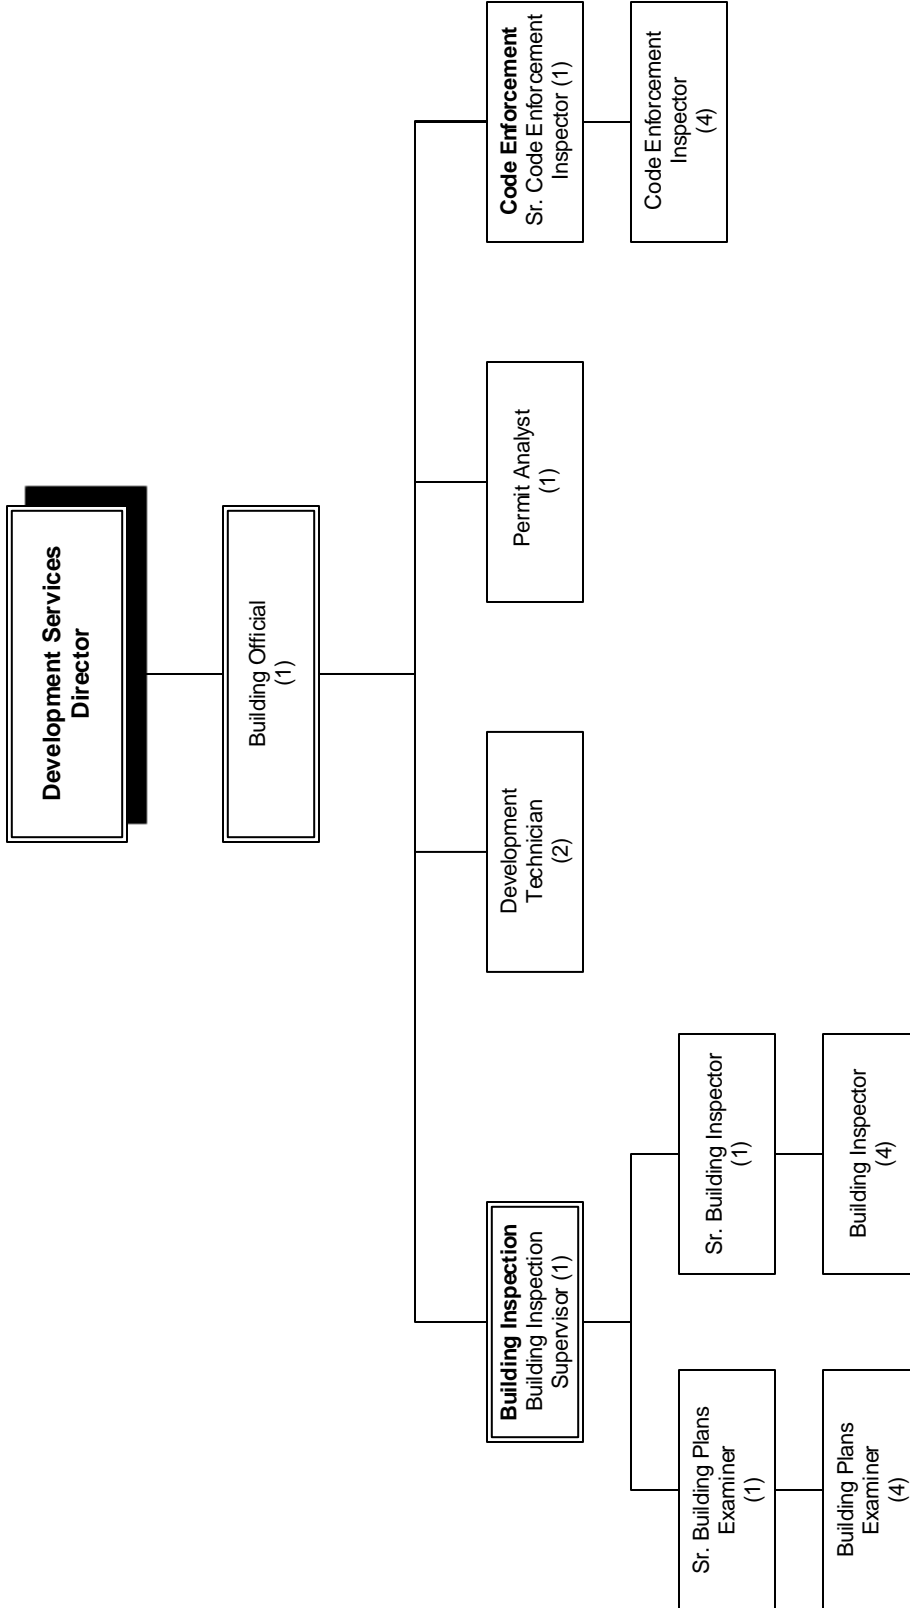 Development Services
Director
Building Official
(1)
Building Inspection
Building Inspection
Supervisor (1)
Development
Technician
(2)
Permit Analyst
(1)
Code Enforcement
Sr. Code Enforcement
Inspector (1)
Code Enforcement
Inspector
(4)
Sr. Building Plans
Examiner
(1)
Sr. Building Inspector
(1)
Building Plans
Examiner
(4)
Building Inspector
(4)